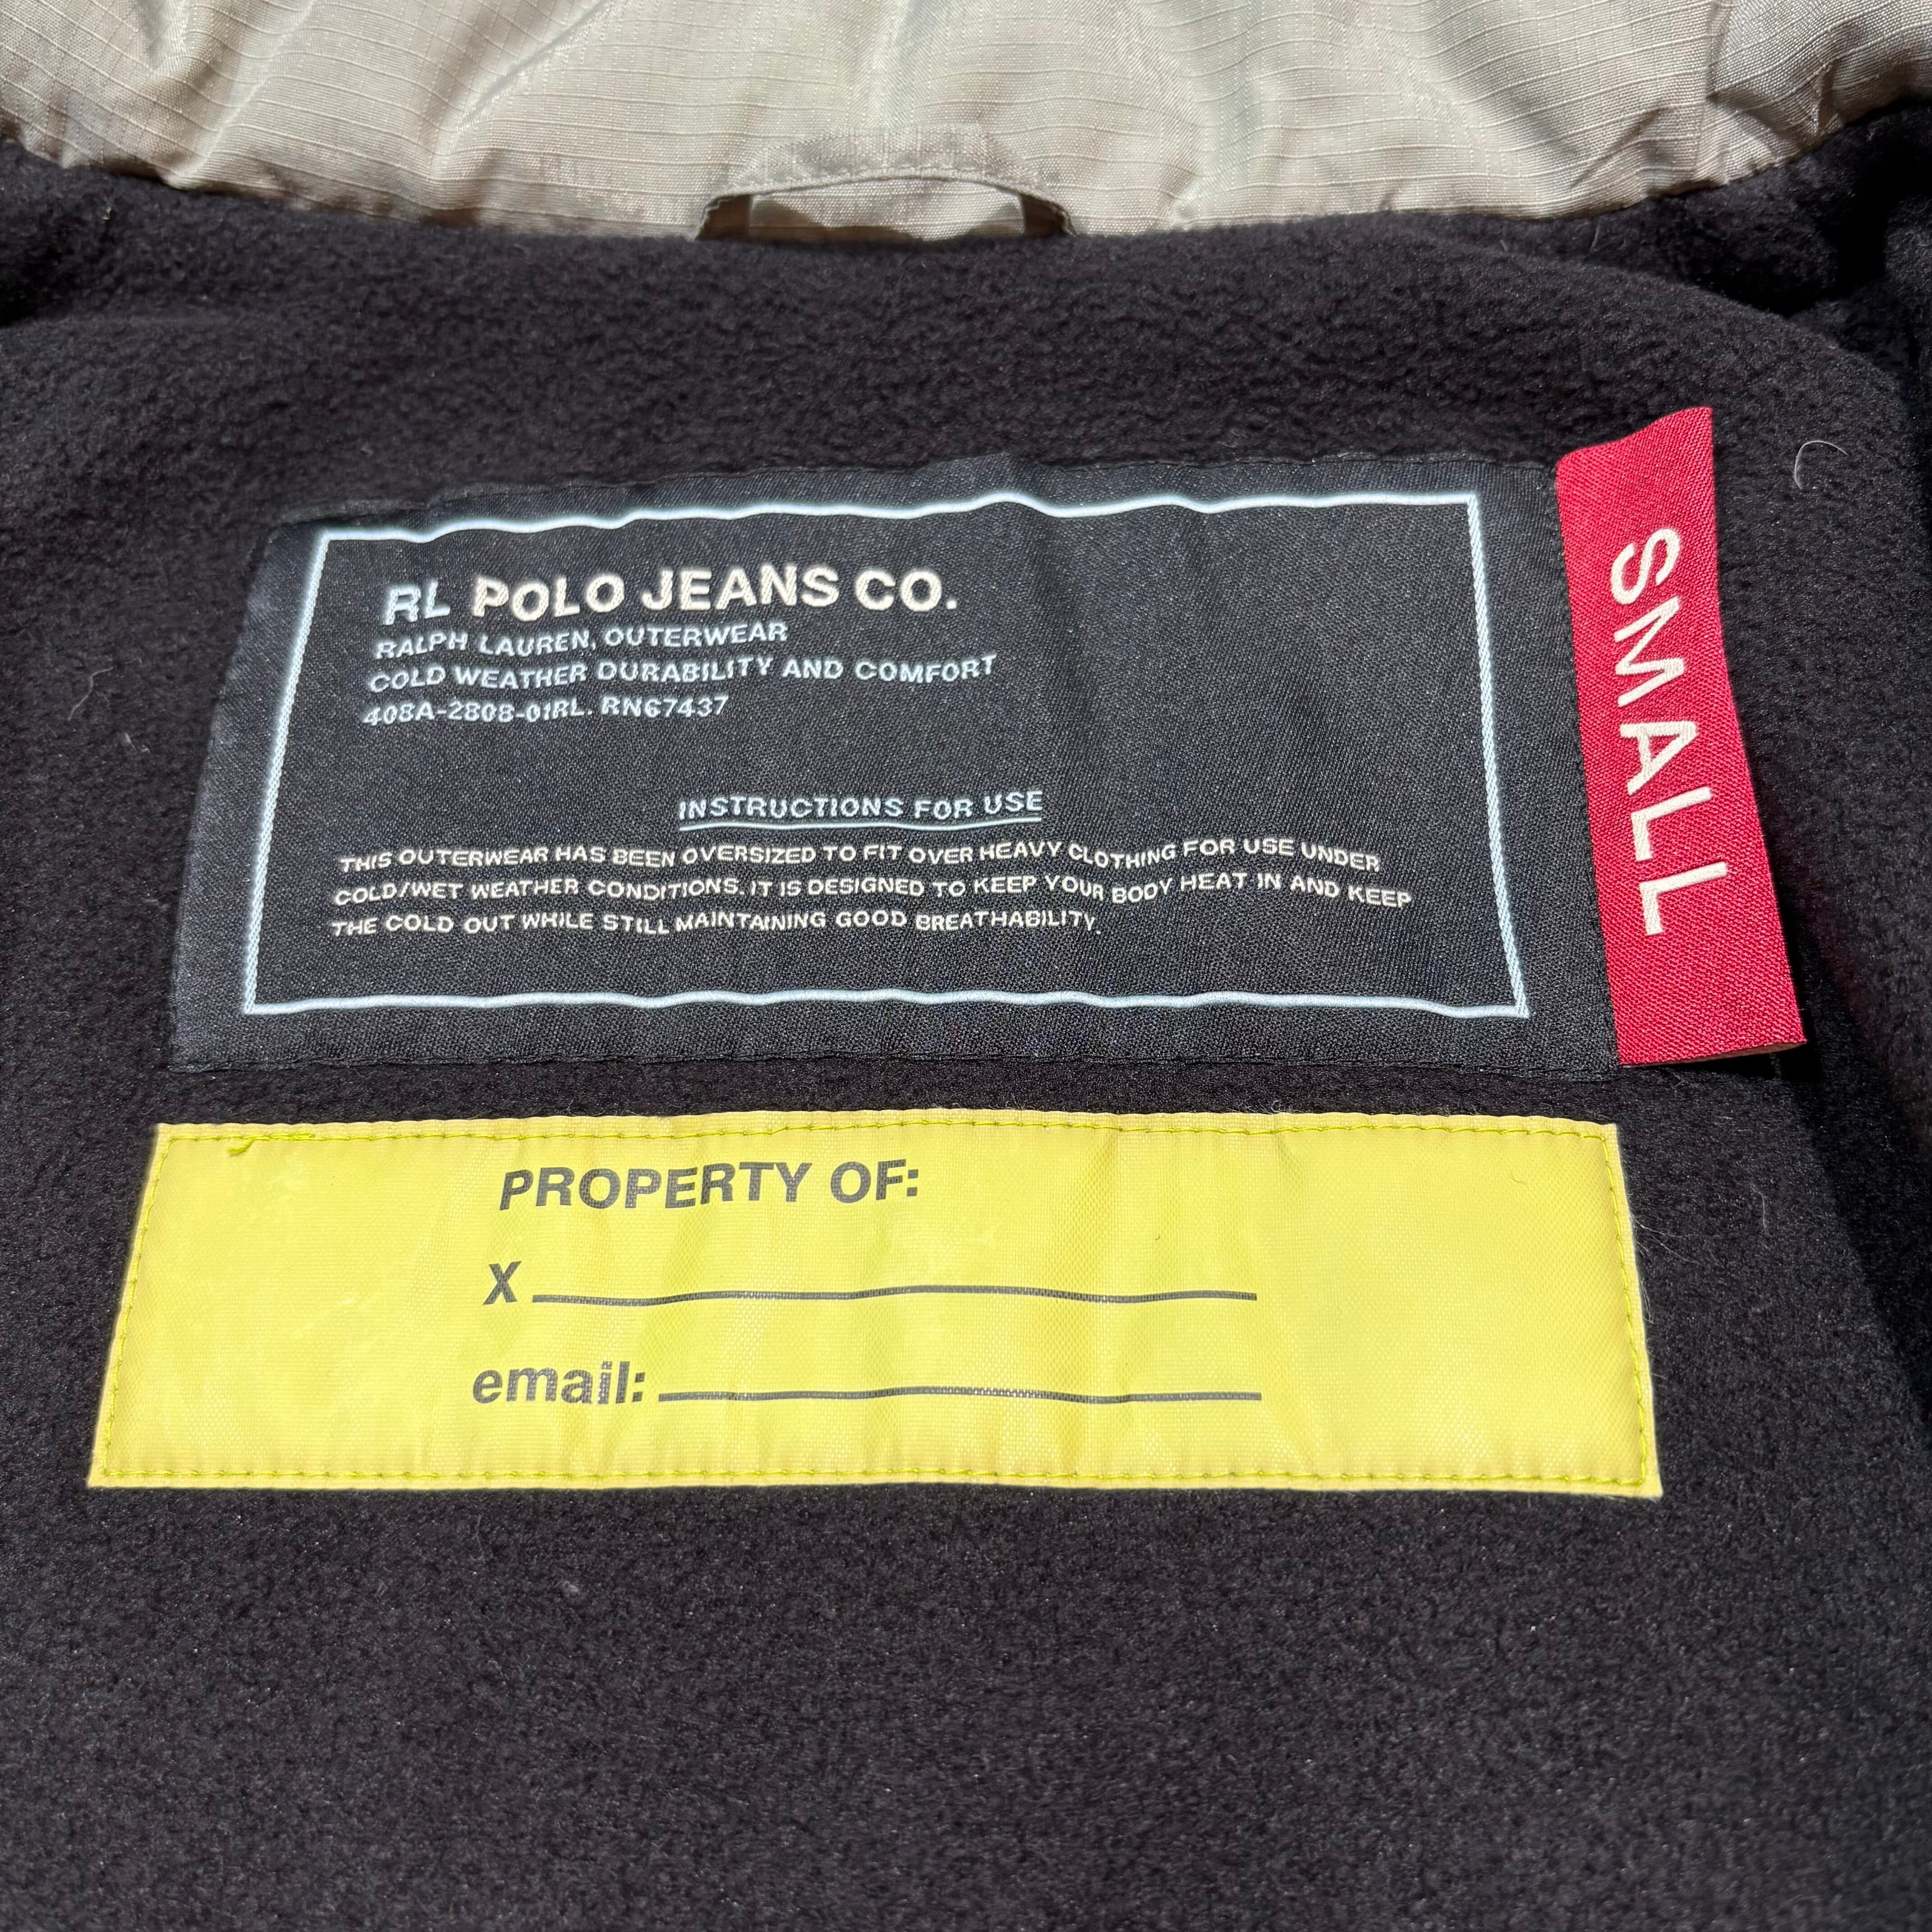 RL POLO JEANS CO.
RALPH LAUREN, OUTERWEAR
COLD WEATHER DURABILITY AND COMFORT
408A-2808-01RL. RN67437
INSTRUCTIONS FOR USE
THIS OUTERWEAR HAS BEEN OVERSIZED TO FIT OVER HEAVY CLOTHING FOR USE UNDER
COLD/WET WEATHER CONDITIONS. IT IS DESIGNED TO KEEP YOUR BODY HEAT IN AND KEEP
THE COLD OUT WHILE STILL MAINTAINING GOOD BREATHABILITY.
SMALL
PROPERTY OF:
X
email: